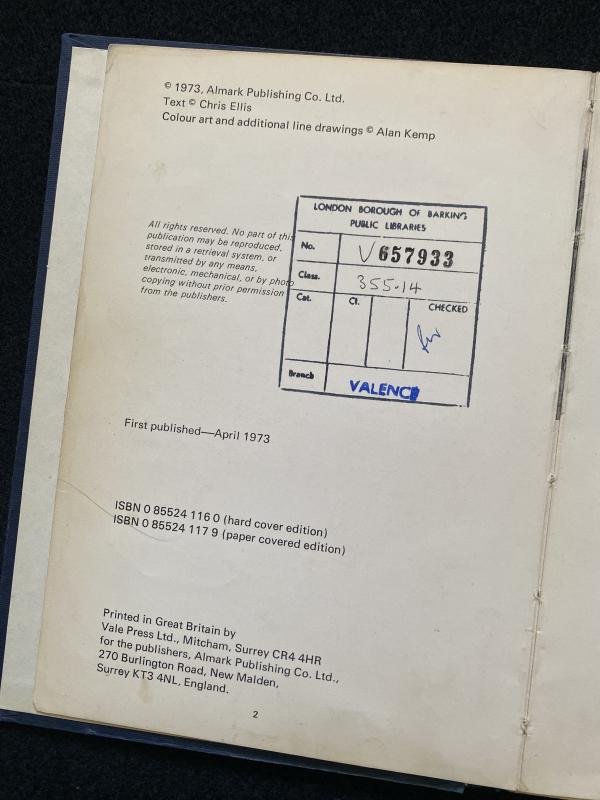 © 1973, Almark Publishing Co. Ltd.
Text © Chris Ellis
Colour art and additional line drawings © Alan Kemp
All rights reserved. No part of this
publication may be reproduced,
stored in a retrieval system, or
transmitted by any means,
electronic, mechanical, or by photo
copying without prior permission
from the publishers.
LONDON BOROUGH OF BARKING
PUBLIC LIBRARIES
No. V657933
Class. 355.14
Cat. Cl. CHECKED
Branch VALENCE
First published—April 1973
ISBN 0 85524 116 0 (hard cover edition)
ISBN 0 85524 117 9 (paper covered edition)
Printed in Great Britain by
Vale Press Ltd., Mitcham, Surrey CR4 4HR
for the publishers, Almark Publishing Co. Ltd.,
270 Burlington Road, New Malden,
Surrey KT3 4NL, England.
2